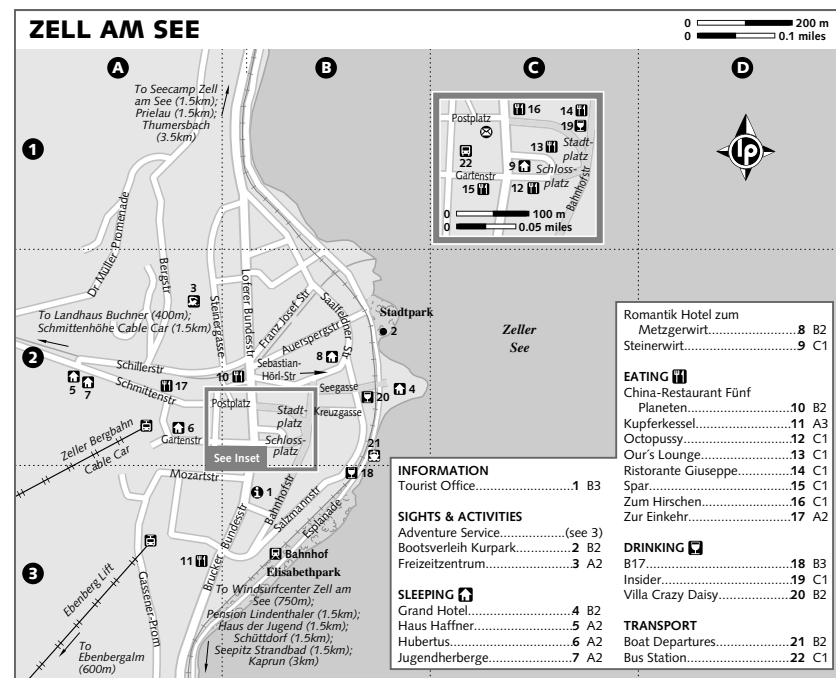 ZELL AM SEE
0 200 m
0 0.1 miles
A
B
C
D
1
2
3
To Seecamp Zell
am See (1.5km);
Prielau (1.5km);
Thumersbach
(3.5km)
Dr Müller Promenade
Bergstr
3
Steinergasse
Loferer Bundesstr
Franz Josef Str
Auerspergstr
Saalfeldner Str
Stadtpark
2
To Landhaus Buchner (400m);
Schmittenhöhe Cable Car (1.5km)
Schillerstr
Schmittenstr
5
7
17
10
Sebastian-
Hörl-Str
8
Seegasse
4
20
Kreuzgasse
Postplatz
Stadt-
platz
Schloss-
platz
See Inset
6
Gartenstr
21
18
Zeller Bergbahn
Cable Car
Mozartstr
1
Bahnhofstr
Salzmannstr
Esplanade
Brucker Bundesstr
11
Bahnhof
Elisabethpark
Ebenberg Lift
Gassener-Prom
To
Ebenbergalm
(600m)
To Windsurfcenter Zell am
See (750m);
Pension Lindenthaler (1.5km);
Haus der Jugend (1.5km);
Schüttdorf (1.5km);
Seepitz Strandbad (1.5km);
Kaprun (3km)
Zeller
See
16
14
Postplatz
19
Stadt-
platz
13
22
9
Schloss-
platz
Gartenstr
15
12
Bahnhofstr
0 100 m
0 0.05 miles
lp
INFORMATION
Tourist Office 1 B3
SIGHTS & ACTIVITIES
Adventure Service (see 3)
Bootsverleih Kurpark 2 B2
Freizeitzentrum 3 A2
SLEEPING
Grand Hotel 4 B2
Haus Haffner 5 A2
Hubertus 6 A2
Jugendherberge 7 A2
Romantik Hotel zum
Metzgerwirt 8 B2
Steinerwirt 9 C1
EATING
China-Restaurant Fünf
Planeten 10 B2
Kupferkessel 11 A3
Octopussy 12 C1
Our's Lounge 13 C1
Ristorante Giuseppe 14 C1
Spar 15 C1
Zum Hirschen 16 C1
Zur Einkehr 17 A2
DRINKING
B17 18 B3
Insider 19 C1
Villa Crazy Daisy 20 B2
TRANSPORT
Boat Departures 21 B2
Bus Station 22 C1